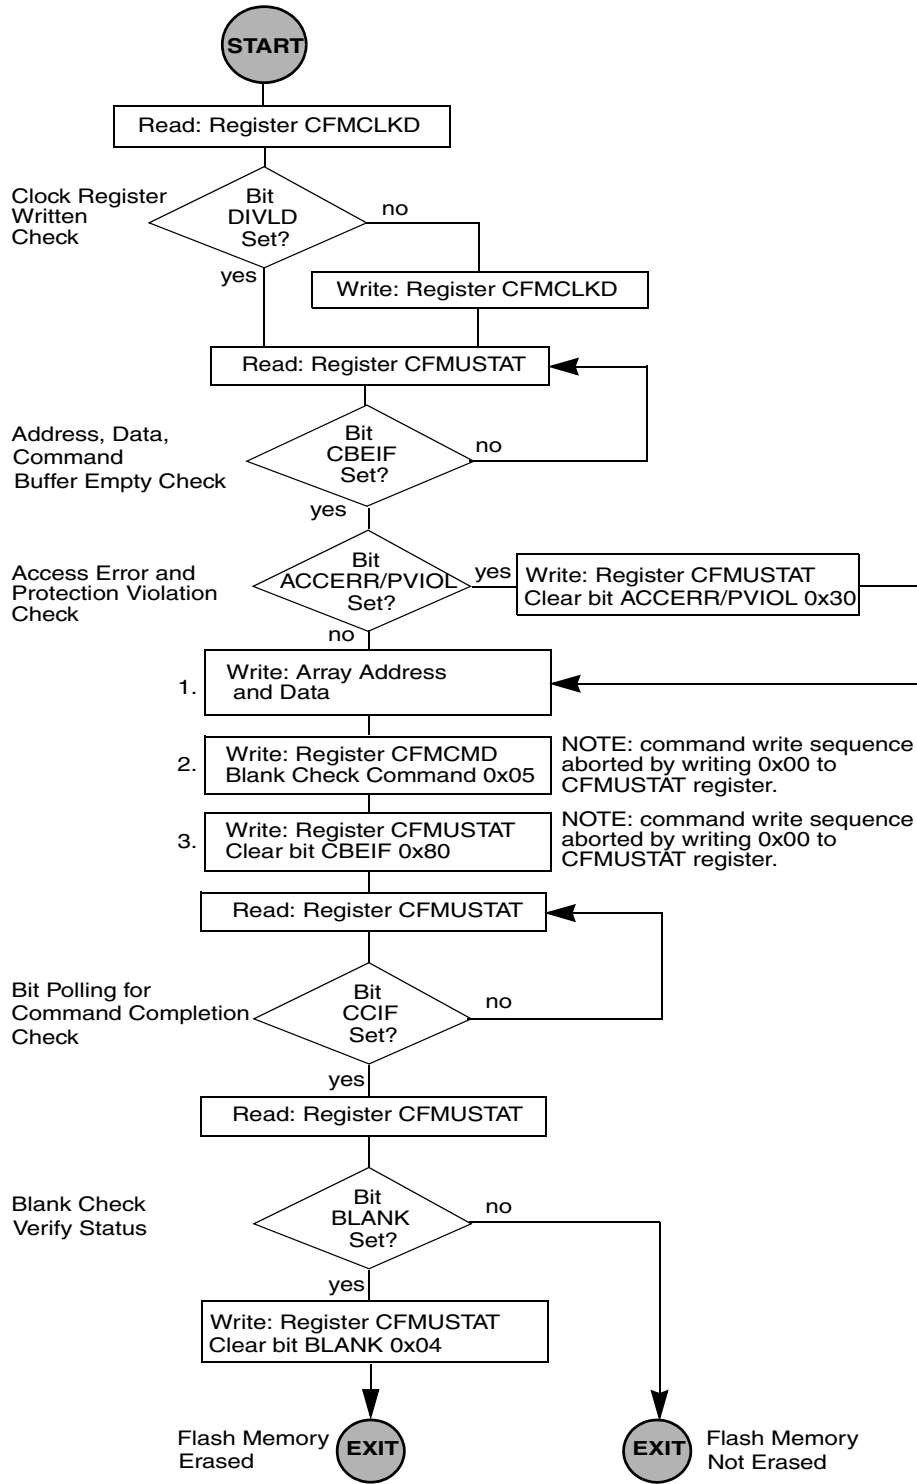 START
Read: Register CFMCLKD
Clock Register
Written
Check
Bit
DIVLD
Set?
no
yes
Write: Register CFMCLKD
Read: Register CFMUSTAT
Address, Data,
Command
Buffer Empty Check
Bit
CBEIF
Set?
no
yes
Access Error and
Protection Violation
Check
Bit
ACCERR/PVIOL
Set?
yes
Write: Register CFMUSTAT
Clear bit ACCERR/PVIOL 0x30
no
1.
Write: Array Address
and Data
2.
Write: Register CFMCMD
Blank Check Command 0x05
NOTE: command write sequence
aborted by writing 0x00 to
CFMUSTAT register.
3.
Write: Register CFMUSTAT
Clear bit CBEIF 0x80
NOTE: command write sequence
aborted by writing 0x00 to
CFMUSTAT register.
Read: Register CFMUSTAT
Bit Polling for
Command Completion
Check
Bit
CCIF
Set?
no
yes
Read: Register CFMUSTAT
Blank Check
Verify Status
Bit
BLANK
Set?
no
yes
Write: Register CFMUSTAT
Clear bit BLANK 0x04
Flash Memory
Erased
EXIT
EXIT
Flash Memory
Not Erased